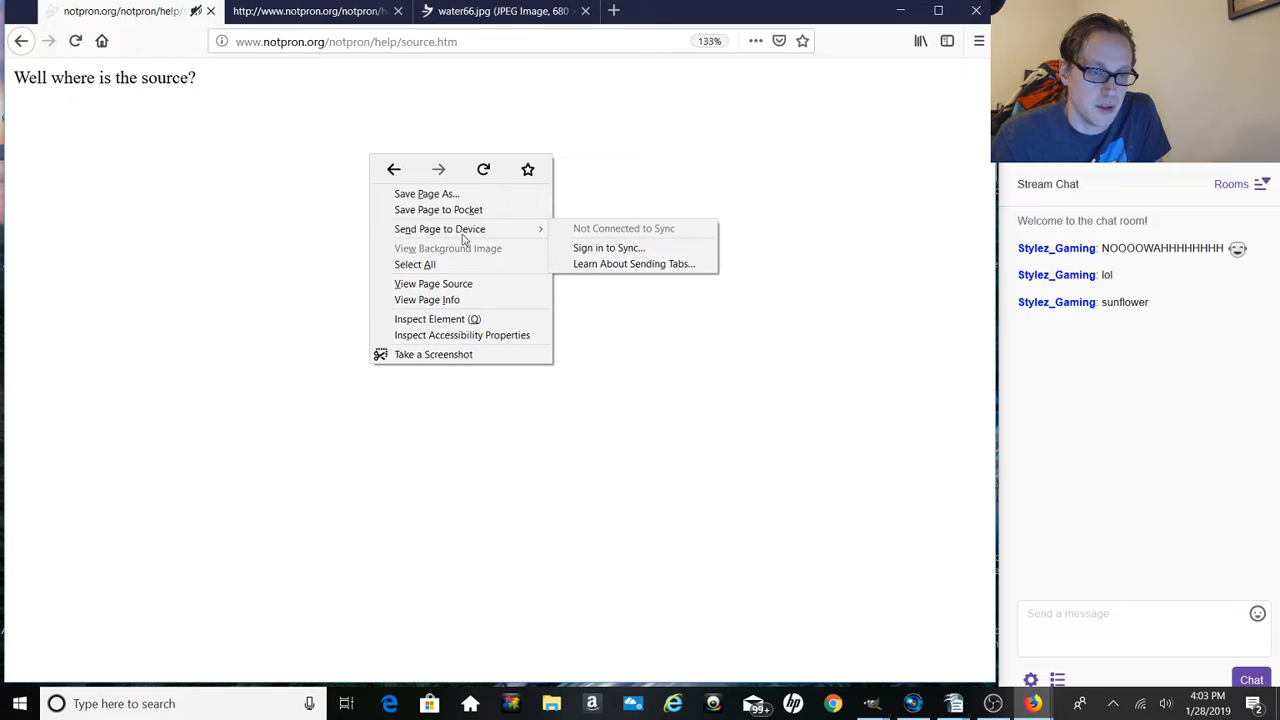 notpron.org/notpron/help/s
http://www.notpron.org/notpron/h
water66.jpg (JPEG Image, 680
www.notpron.org/notpron/help/source.htm
133%
Well where is the source?
Save Page As...
Save Page to Pocket
Send Page to Device
Not Connected to Sync
View Background Image
Sign in to Sync...
Select All
Learn About Sending Tabs...
View Page Source
View Page Info
Inspect Element (Q)
Inspect Accessibility Properties
Take a Screenshot
Stream Chat
Rooms
Welcome to the chat room!
Stylez_Gaming: NOOOOWAHHHHHHHH
Stylez_Gaming: lol
Stylez_Gaming: sunflower
Send a message
Chat
Type here to search
99+
4:03 PM
1/28/2019
2